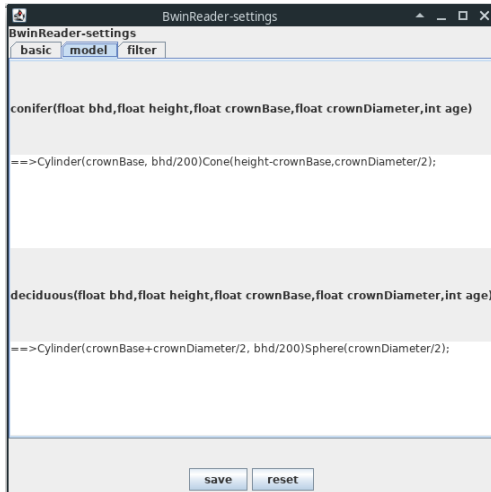 BwinReader-settings
BwinReader-settings
basic model filter
conifer(float bhd,float height,float crownBase,float crownDiameter,int age)
==>Cylinder(crownBase, bhd/200)Cone(height-crownBase,crownDiameter/2);
deciduous(float bhd,float height,float crownBase,float crownDiameter,int age)
==>Cylinder(crownBase+crownDiameter/2, bhd/200)Sphere(crownDiameter/2);
save reset